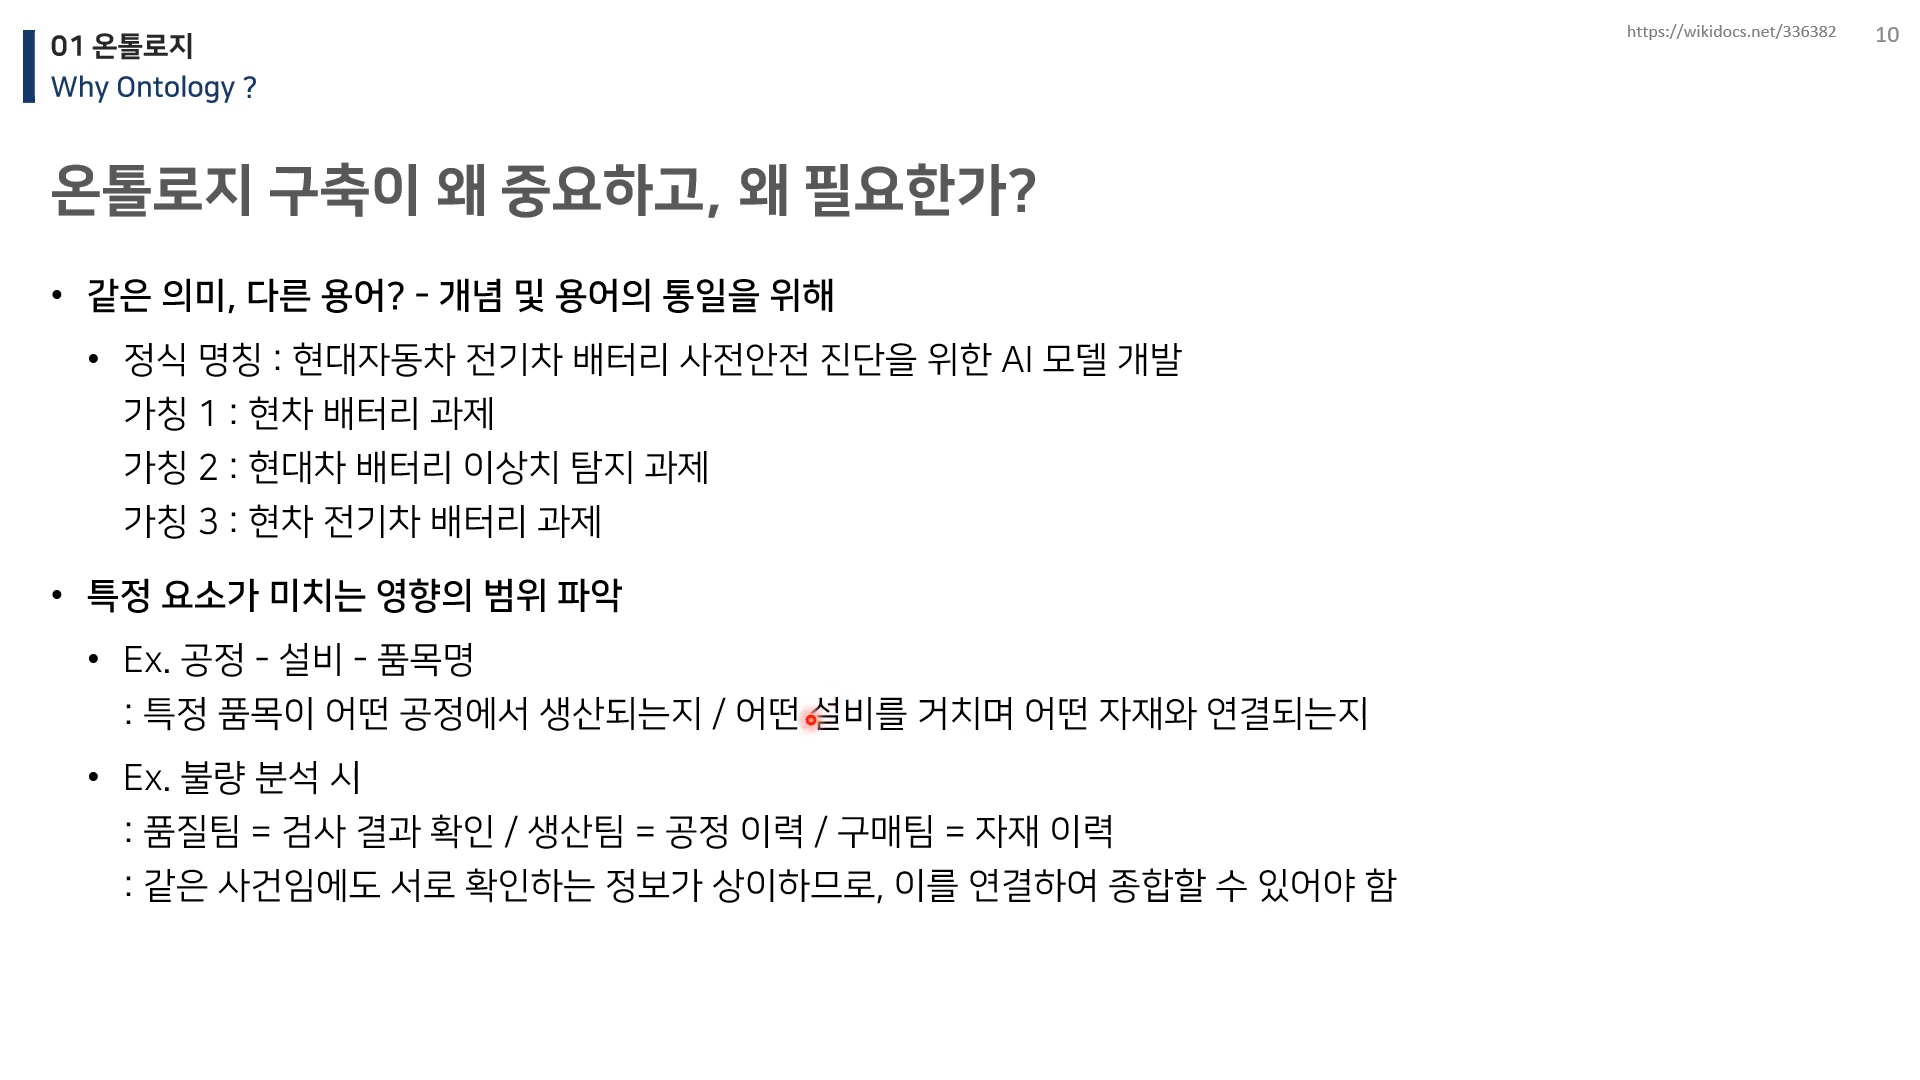 01 온톨로지
Why Ontology ?
https://wikidocs.net/336382
10
온톨로지 구축이 왜 중요하고, 왜 필요한가?
• 같은 의미, 다른 용어? - 개념 및 용어의 통일을 위해
• 정식 명칭 : 현대자동차 전기차 배터리 사전안전 진단을 위한 AI 모델 개발
가칭 1 : 현차 배터리 과제
가칭 2 : 현대차 배터리 이상치 탐지 과제
가칭 3 : 현차 전기차 배터리 과제
• 특정 요소가 미치는 영향의 범위 파악
• Ex. 공정 - 설비 - 품목명
: 특정 품목이 어떤 공정에서 생산되는지 / 어떤 설비를 거치며 어떤 자재와 연결되는지
• Ex. 불량 분석 시
: 품질팀 = 검사 결과 확인 / 생산팀 = 공정 이력 / 구매팀 = 자재 이력
: 같은 사건임에도 서로 확인하는 정보가 상이하므로, 이를 연결하여 종합할 수 있어야 함